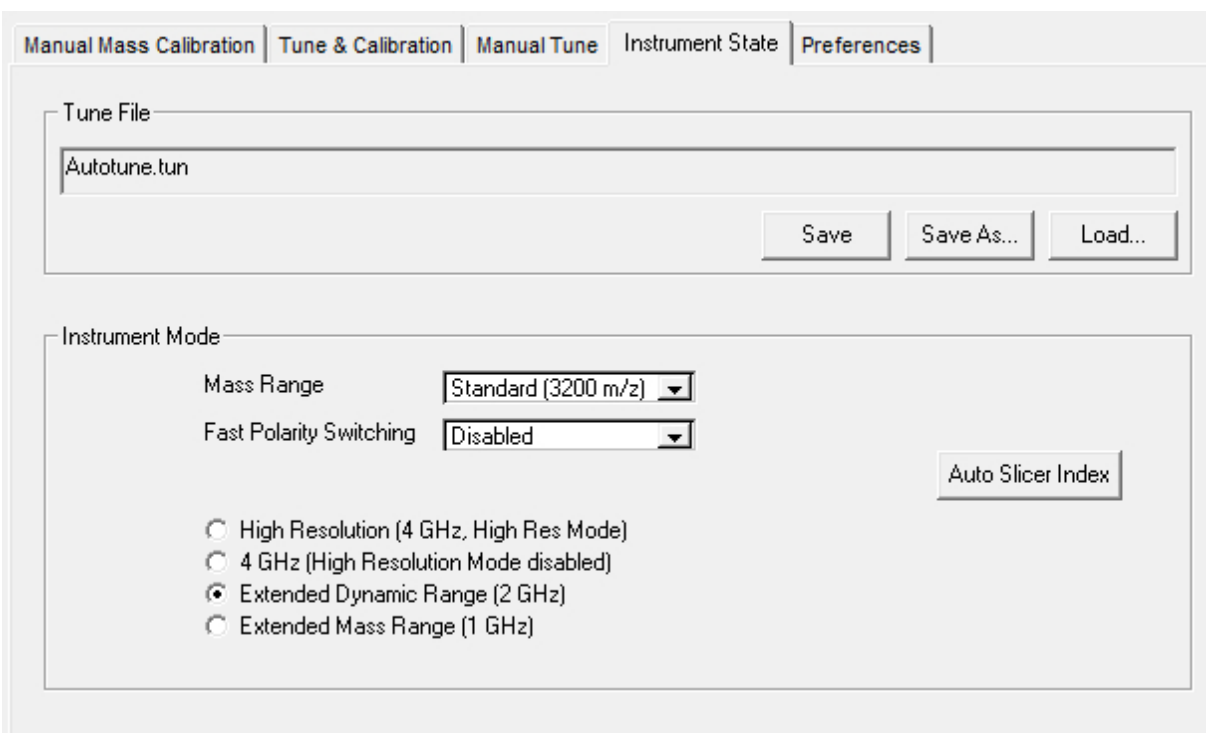 Manual Mass Calibration Tune & Calibration Manual Tune Instrument State Preferences
Tune File
Autotune.tun
Save Save As... Load...
Instrument Mode
Mass Range Standard (3200 m/z)
Fast Polarity Switching Disabled
Auto Slicer Index
High Resolution (4 GHz, High Res Mode)
4 GHz (High Resolution Mode disabled)
Extended Dynamic Range (2 GHz)
Extended Mass Range (1 GHz)